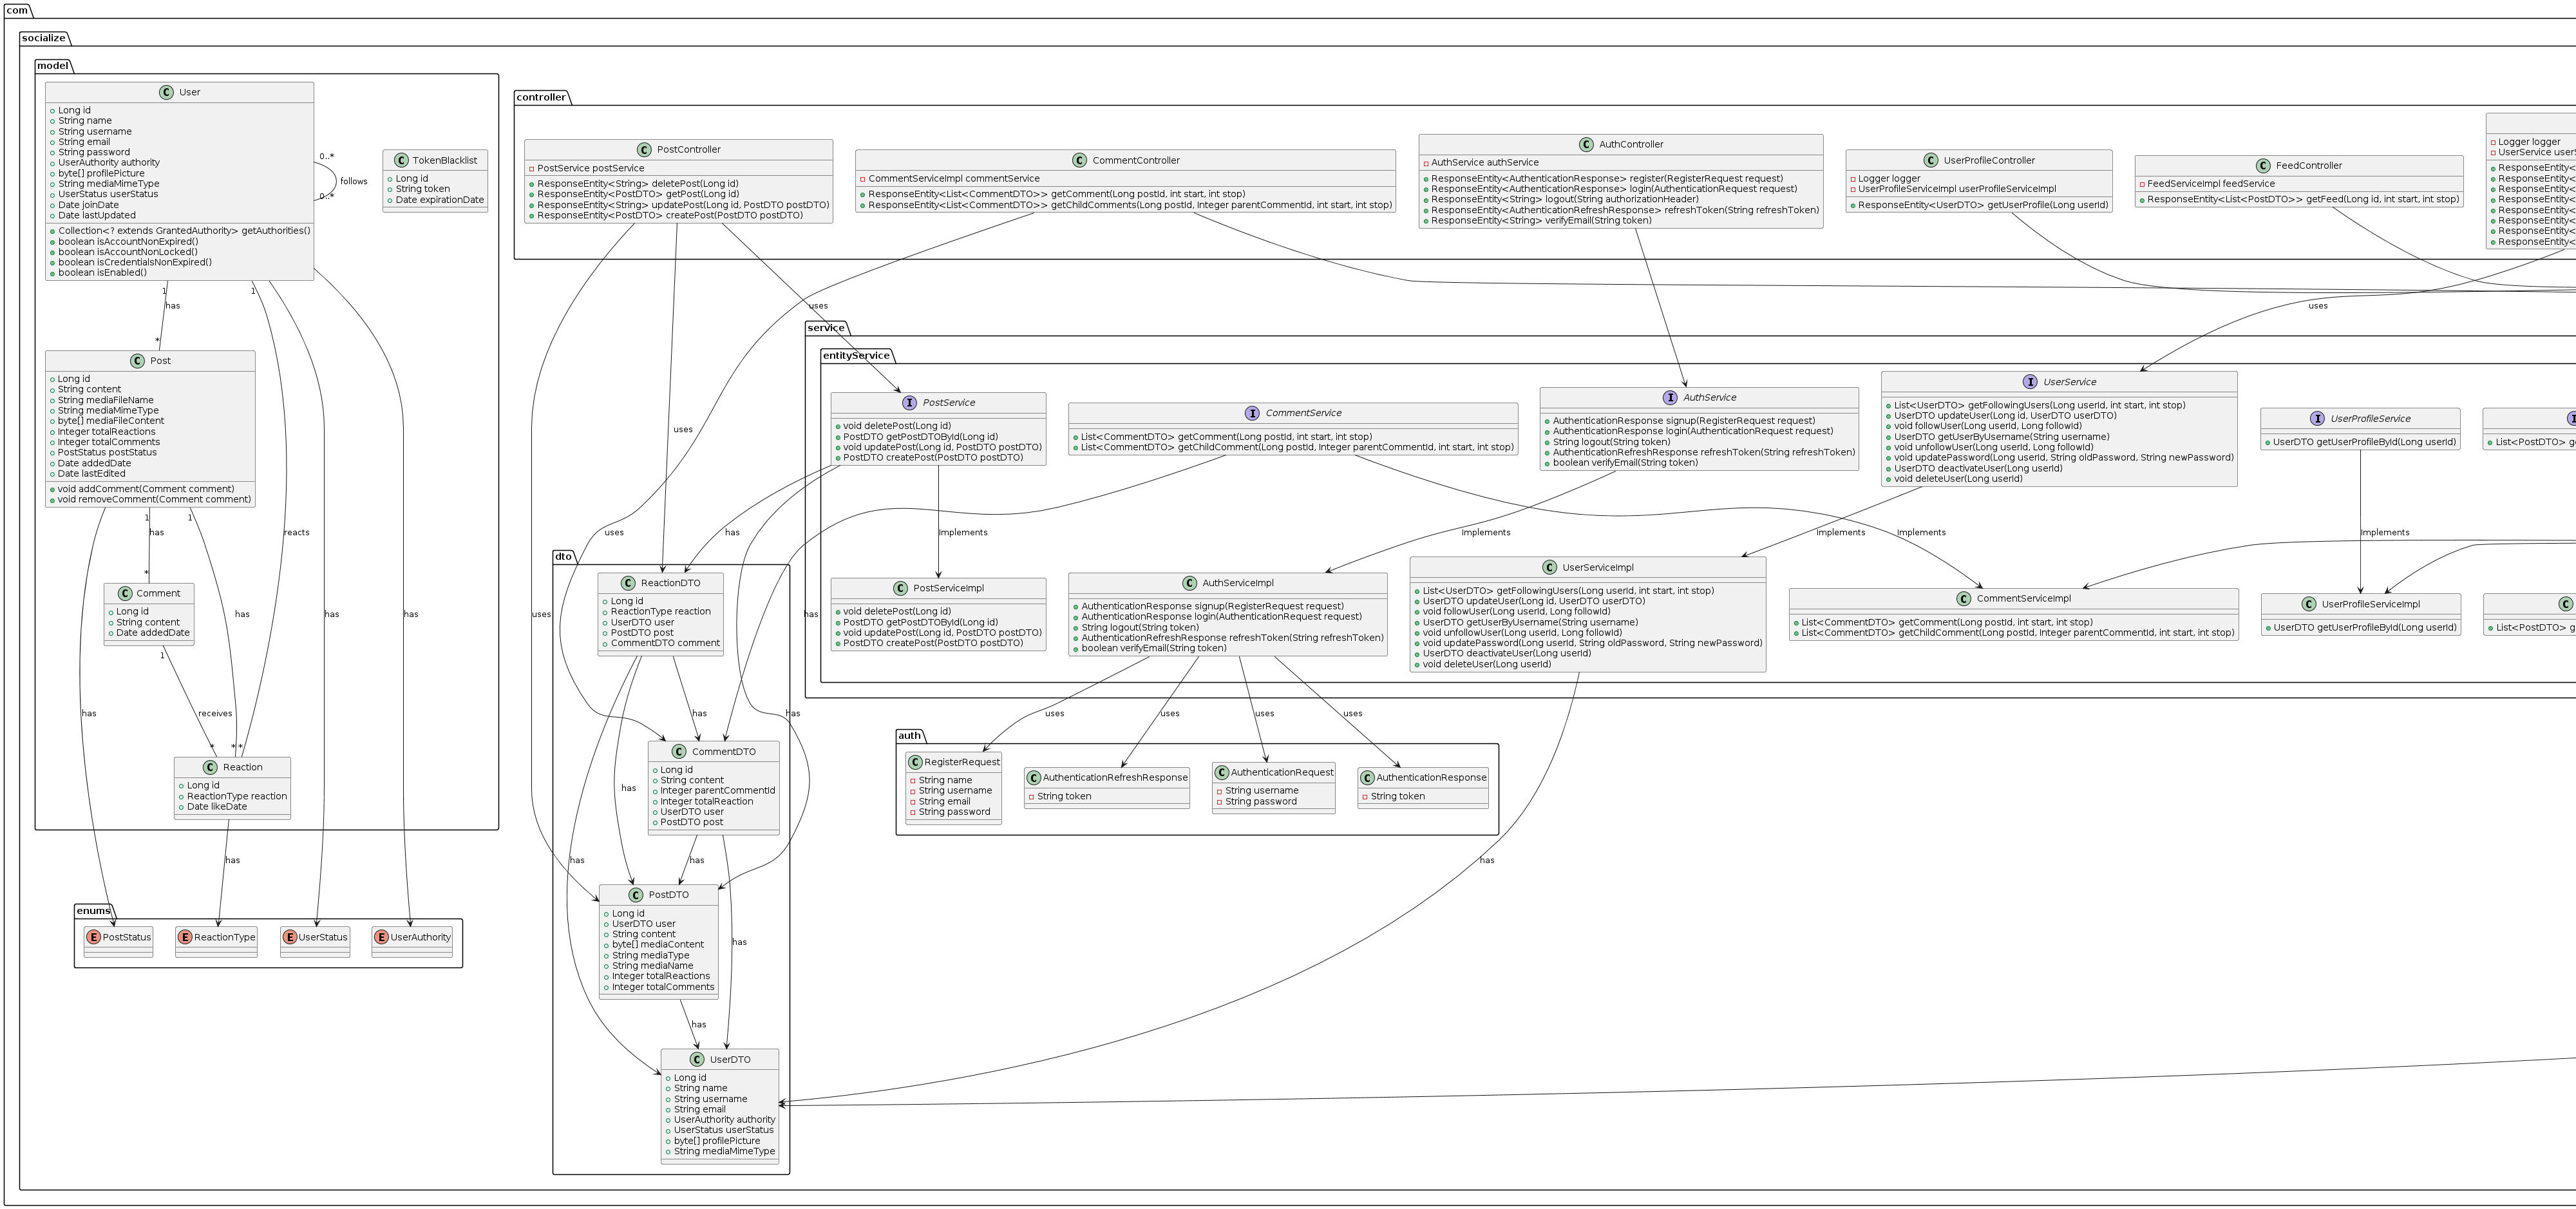 com
socialize
model
User
Long id
String name
String username
String email
String password
UserAuthority authority
byte[] profilePicture
String mediaMimeType
UserStatus userStatus
Date joinDate
Date lastUpdated
Collection<? extends GrantedAuthority> getAuthorities()
boolean isAccountNonExpired()
boolean isAccountNonLocked()
boolean isCredentialsNonExpired()
boolean isEnabled()
0..*
follows
0..*
TokenBlacklist
Long id
String token
Date expirationDate
1
has
*
1
Post
Long id
String content
String mediaFileName
String mediaMimeType
byte[] mediaFileContent
Integer totalReactions
Integer totalComments
PostStatus postStatus
Date addedDate
Date lastEdited
void addComment(Comment comment)
void removeComment(Comment comment)
1
has
*
1
has
reacts
has
has
Comment
Long id
String content
Date addedDate
1
receives
*
*
*
has
Reaction
Long id
ReactionType reaction
Date likeDate
has
enums
PostStatus
ReactionType
UserStatus
UserAuthority
controller
PostController
PostService postService
ResponseEntity<String> deletePost(Long id)
ResponseEntity<PostDTO> getPost(Long id)
ResponseEntity<String> updatePost(Long id, PostDTO postDTO)
ResponseEntity<PostDTO> createPost(PostDTO postDTO)
CommentController
CommentServiceImpl commentService
ResponseEntity<List<CommentDTO>> getComment(Long postId, int start, int stop)
ResponseEntity<List<CommentDTO>> getChildComments(Long postId, Integer parentCommentId, int start, int stop)
AuthController
AuthService authService
ResponseEntity<AuthenticationResponse> register(RegisterRequest request)
ResponseEntity<AuthenticationResponse> login(AuthenticationRequest request)
ResponseEntity<String> logout(String authorizationHeader)
ResponseEntity<AuthenticationRefreshResponse> refreshToken(String refreshToken)
ResponseEntity<String> verifyEmail(String token)
UserProfileController
Logger logger
UserProfileServiceImpl userProfileServiceImpl
ResponseEntity<UserDTO> getUserProfile(Long userId)
FeedController
FeedServiceImpl feedService
ResponseEntity<List<PostDTO>> getFeed(Long id, int start, int stop)
Logger logger
UserService userS
ResponseEntity<
ResponseEntity<
ResponseEntity<
ResponseEntity<
ResponseEntity<
ResponseEntity<
ResponseEntity<
ResponseEntity<
uses
uses
uses
uses
uses
service
entityService
PostService
void deletePost(Long id)
PostDTO getPostDTOById(Long id)
void updatePost(Long id, PostDTO postDTO)
PostDTO createPost(PostDTO postDTO)
CommentService
List<CommentDTO> getComment(Long postId, int start, int stop)
List<CommentDTO> getChildComment(Long postId, Integer parentCommentId, int start, int stop)
AuthService
AuthenticationResponse signup(RegisterRequest request)
AuthenticationResponse login(AuthenticationRequest request)
String logout(String token)
AuthenticationRefreshResponse refreshToken(String refreshToken)
boolean verifyEmail(String token)
UserService
List<UserDTO> getFollowingUsers(Long userId, int start, int stop)
UserDTO updateUser(Long id, UserDTO userDTO)
void followUser(Long userId, Long followId)
UserDTO getUserByUsername(String username)
void unfollowUser(Long userId, Long followId)
void updatePassword(Long userId, String oldPassword, String newPassword)
UserDTO deactivateUser(Long userId)
void deleteUser(Long userId)
UserProfileService
UserDTO getUserProfileById(Long userId)
List<PostDTO> g
has
Implements
has
Implements
Implements
Implements
Implements
PostServiceImpl
void deletePost(Long id)
PostDTO getPostDTOById(Long id)
void updatePost(Long id, PostDTO postDTO)
PostDTO createPost(PostDTO postDTO)
AuthServiceImpl
AuthenticationResponse signup(RegisterRequest request)
AuthenticationResponse login(AuthenticationRequest request)
String logout(String token)
AuthenticationRefreshResponse refreshToken(String refreshToken)
boolean verifyEmail(String token)
UserServiceImpl
List<UserDTO> getFollowingUsers(Long userId, int start, int stop)
UserDTO updateUser(Long id, UserDTO userDTO)
void followUser(Long userId, Long followId)
UserDTO getUserByUsername(String username)
void unfollowUser(Long userId, Long followId)
void updatePassword(Long userId, String oldPassword, String newPassword)
UserDTO deactivateUser(Long userId)
void deleteUser(Long userId)
CommentServiceImpl
List<CommentDTO> getComment(Long postId, int start, int stop)
List<CommentDTO> getChildComment(Long postId, Integer parentCommentId, int start, int stop)
UserProfileServiceImpl
UserDTO getUserProfileById(Long userId)
List<PostDTO> g
dto
ReactionDTO
Long id
ReactionType reaction
UserDTO user
PostDTO post
CommentDTO comment
has
has
has
has
CommentDTO
Long id
String content
Integer parentCommentId
Integer totalReaction
UserDTO user
PostDTO post
has
has
PostDTO
Long id
UserDTO user
String content
byte[] mediaContent
String mediaType
String mediaName
Integer totalReactions
Integer totalComments
has
UserDTO
Long id
String name
String username
String email
UserAuthority authority
UserStatus userStatus
byte[] profilePicture
String mediaMimeType
uses
uses
uses
uses
auth
RegisterRequest
String name
String username
String email
String password
AuthenticationRefreshResponse
String token
AuthenticationRequest
String username
String password
AuthenticationResponse
String token
has